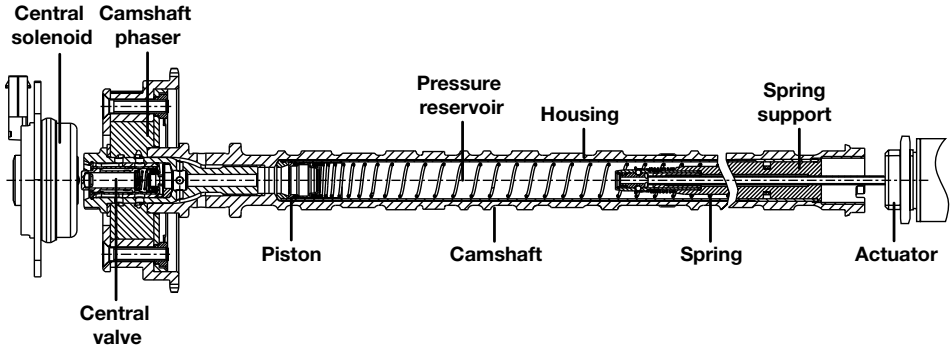 Central
solenoid
Camshaft
phaser
Pressure
reservoir
Housing
Spring
support
Piston
Camshaft
Spring
Actuator
Central
valve